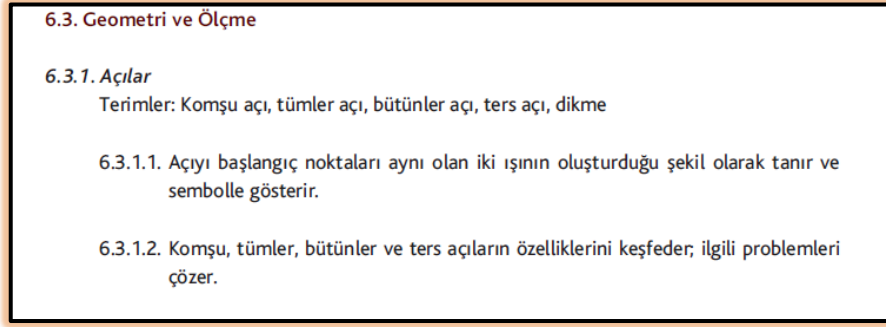 6.3. Geometri ve Ölçme
6.3.1. Açılar
Terimler: Komşu açı, tümler açı, bütünler açı, ters açı, dikme
6.3.1.1. Açıyı başlangıç noktaları aynı olan iki ışının oluşturduğu şekil olarak tanır ve
sembolle gösterir.
6.3.1.2. Komşu, tümler, bütünler ve ters açıların özelliklerini keşfeder; ilgili problemleri
çözer.